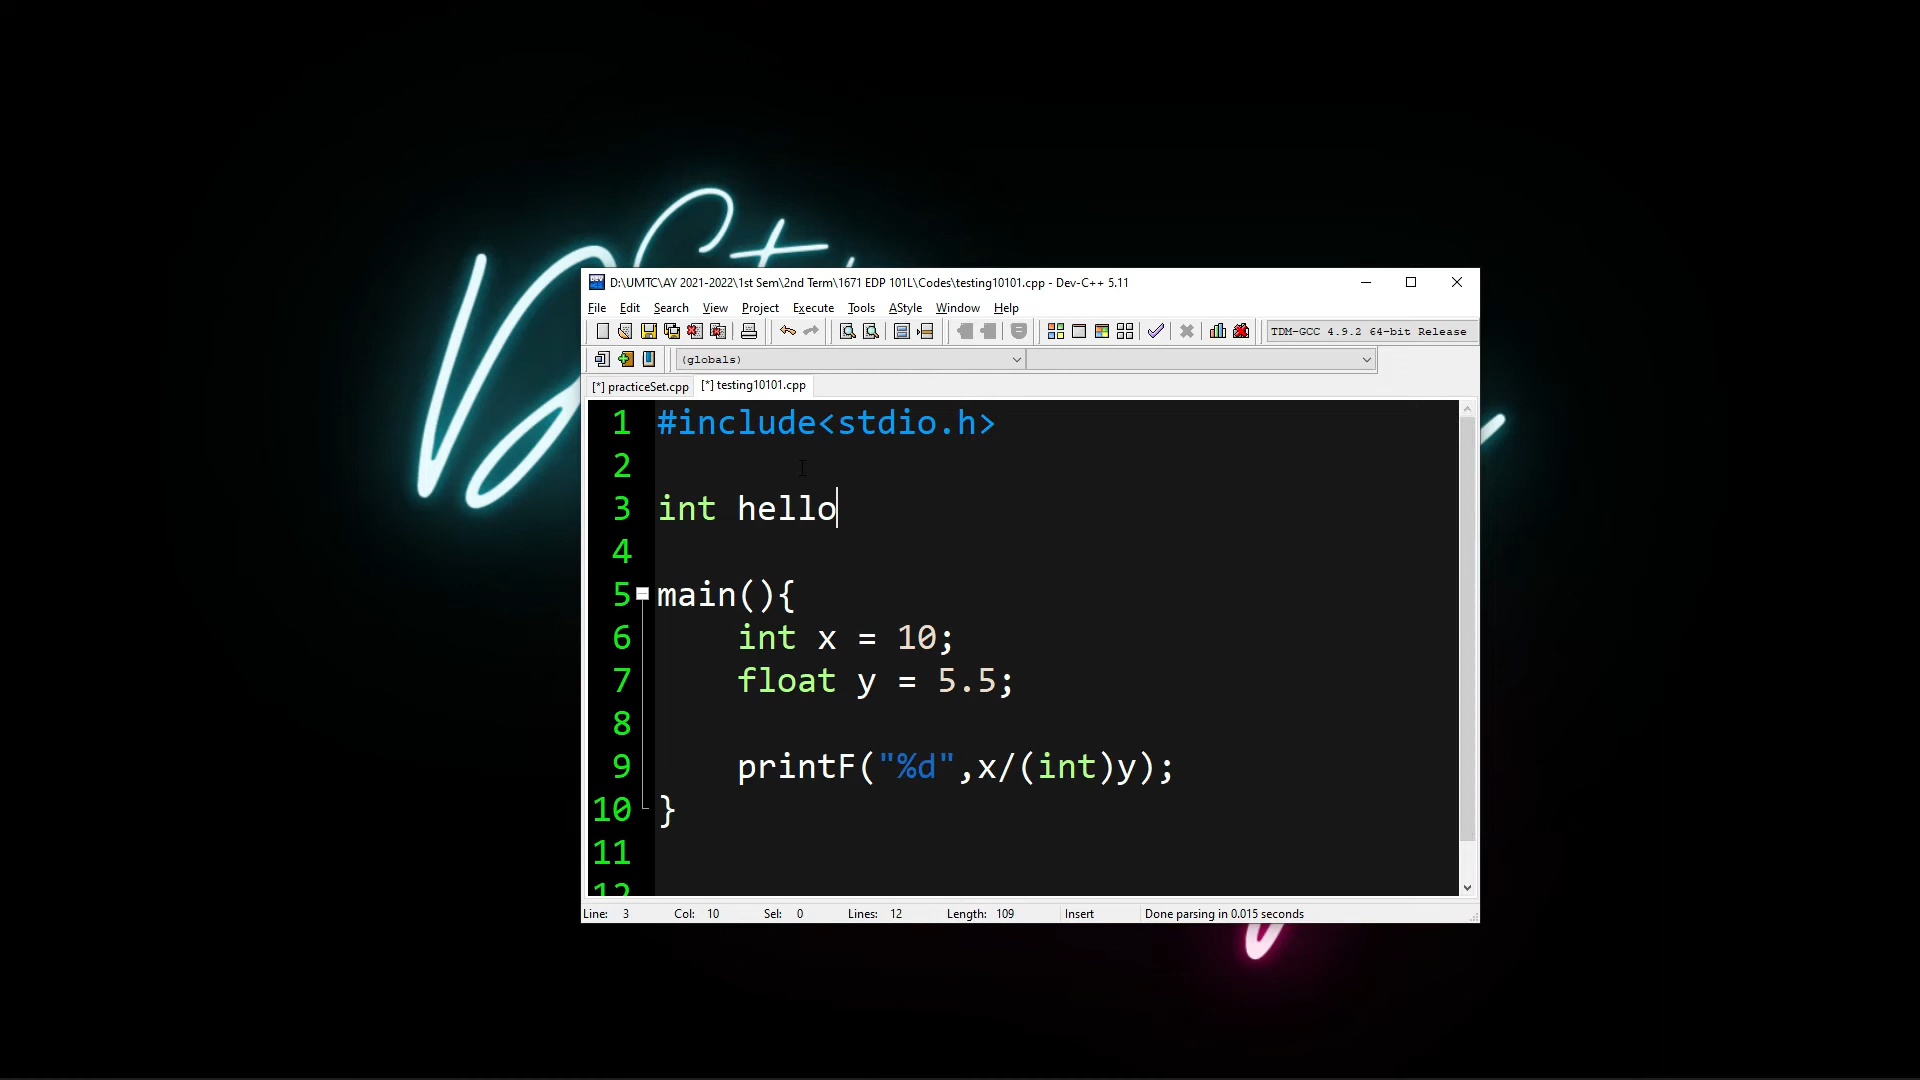 D:\UMTC\AY 2021-2022\1st Sem\2nd Term\1671 EDP 101L\Codes\testing10101.cpp - Dev-C++ 5.11
File Edit Search View Project Execute Tools AStyle Window Help
TDM-GCC 4.9.2 64-bit Release
(globals)
[*] practiceSet.cpp [*] testing10101.cpp
1 #include<stdio.h>
2
3 int hello
4
5 main(){
6 int x = 10;
7 float y = 5.5;
8
9 printF("%d",x/(int)y);
10 }
11
12
Line: 3 Col: 10 Sel: 0 Lines: 12 Length: 109 Insert Done parsing in 0.015 seconds